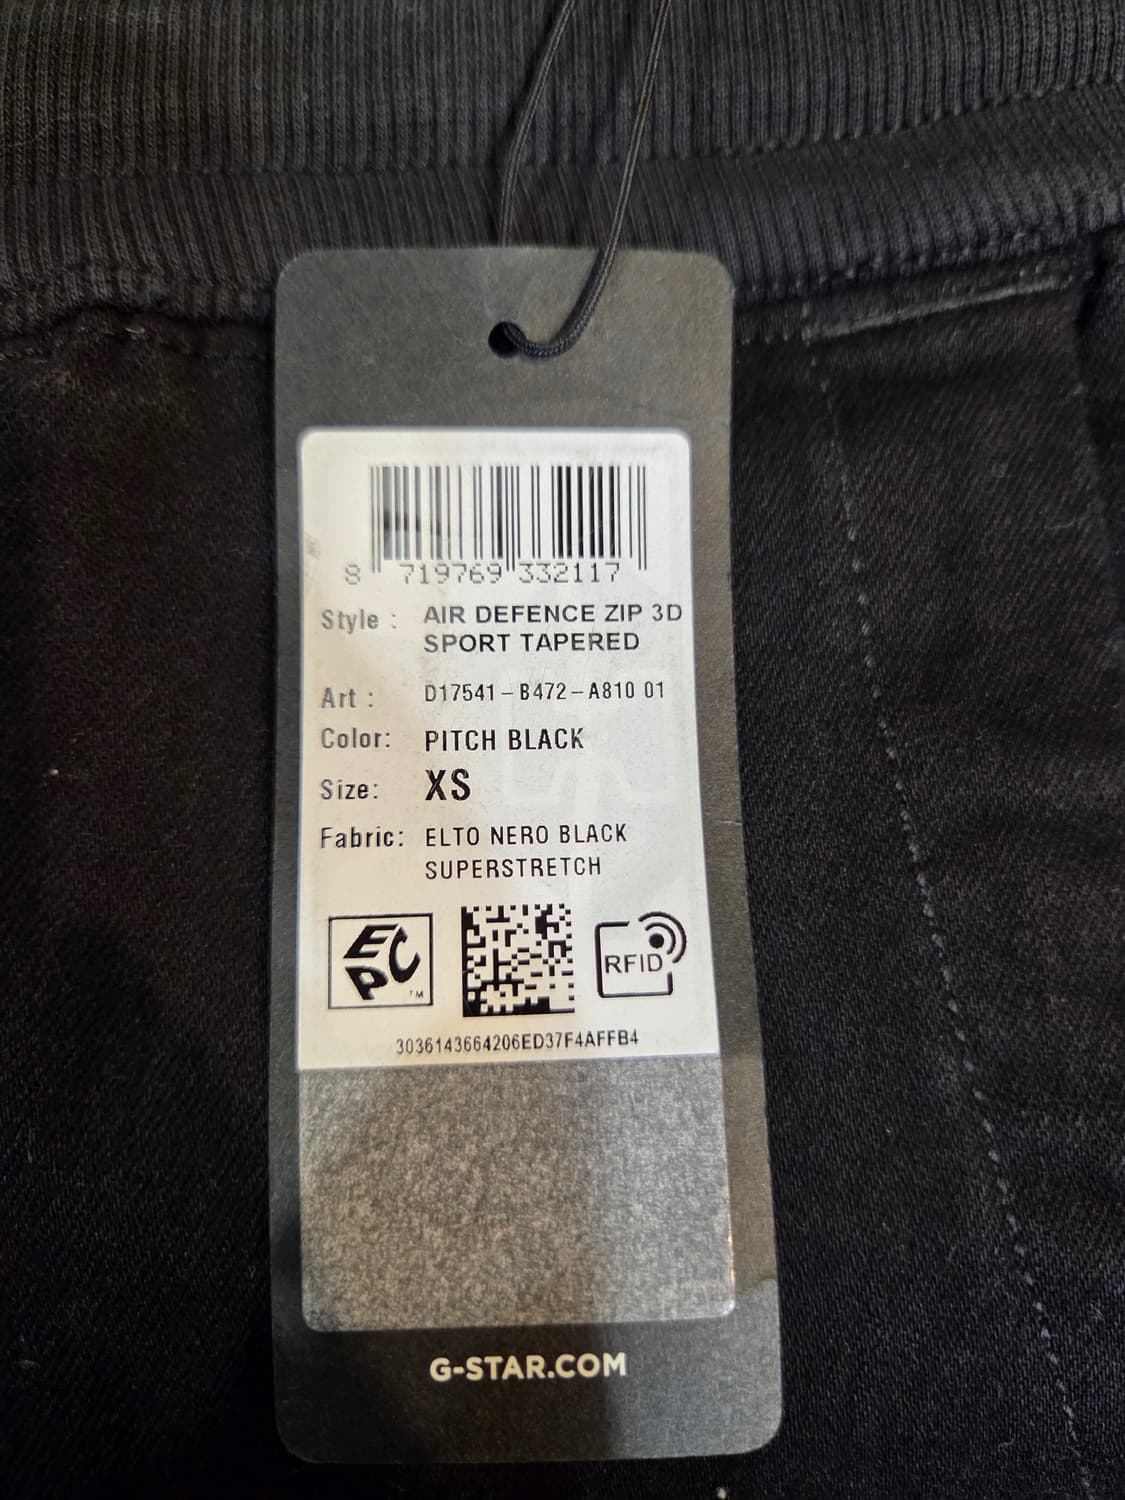 8 719769 332117
Style : AIR DEFENCE ZIP 3D
SPORT TAPERED
Art : D17541-B472-A810 01
Color: PITCH BLACK
Size: XS
Fabric: ELTO NERO BLACK
SUPERSTRETCH
EPC TM
RFID
3036143664206ED37F4AFFB4
G-STAR.COM